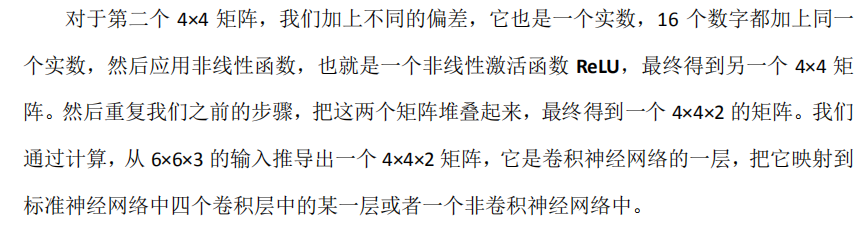 对于第二个 4×4 矩阵，我们加上不同的偏差，它也是一个实数，16 个数字都加上同一
个实数，然后应用非线性函数，也就是一个非线性激活函数 ReLU，最终得到另一个 4×4 矩
阵。然后重复我们之前的步骤，把这两个矩阵堆叠起来，最终得到一个 4×4×2 的矩阵。我们
通过计算，从 6×6×3 的输入推导出一个 4×4×2 矩阵，它是卷积神经网络的一层，把它映射到
标准神经网络中四个卷积层中的某一层或者一个非卷积神经网络中。